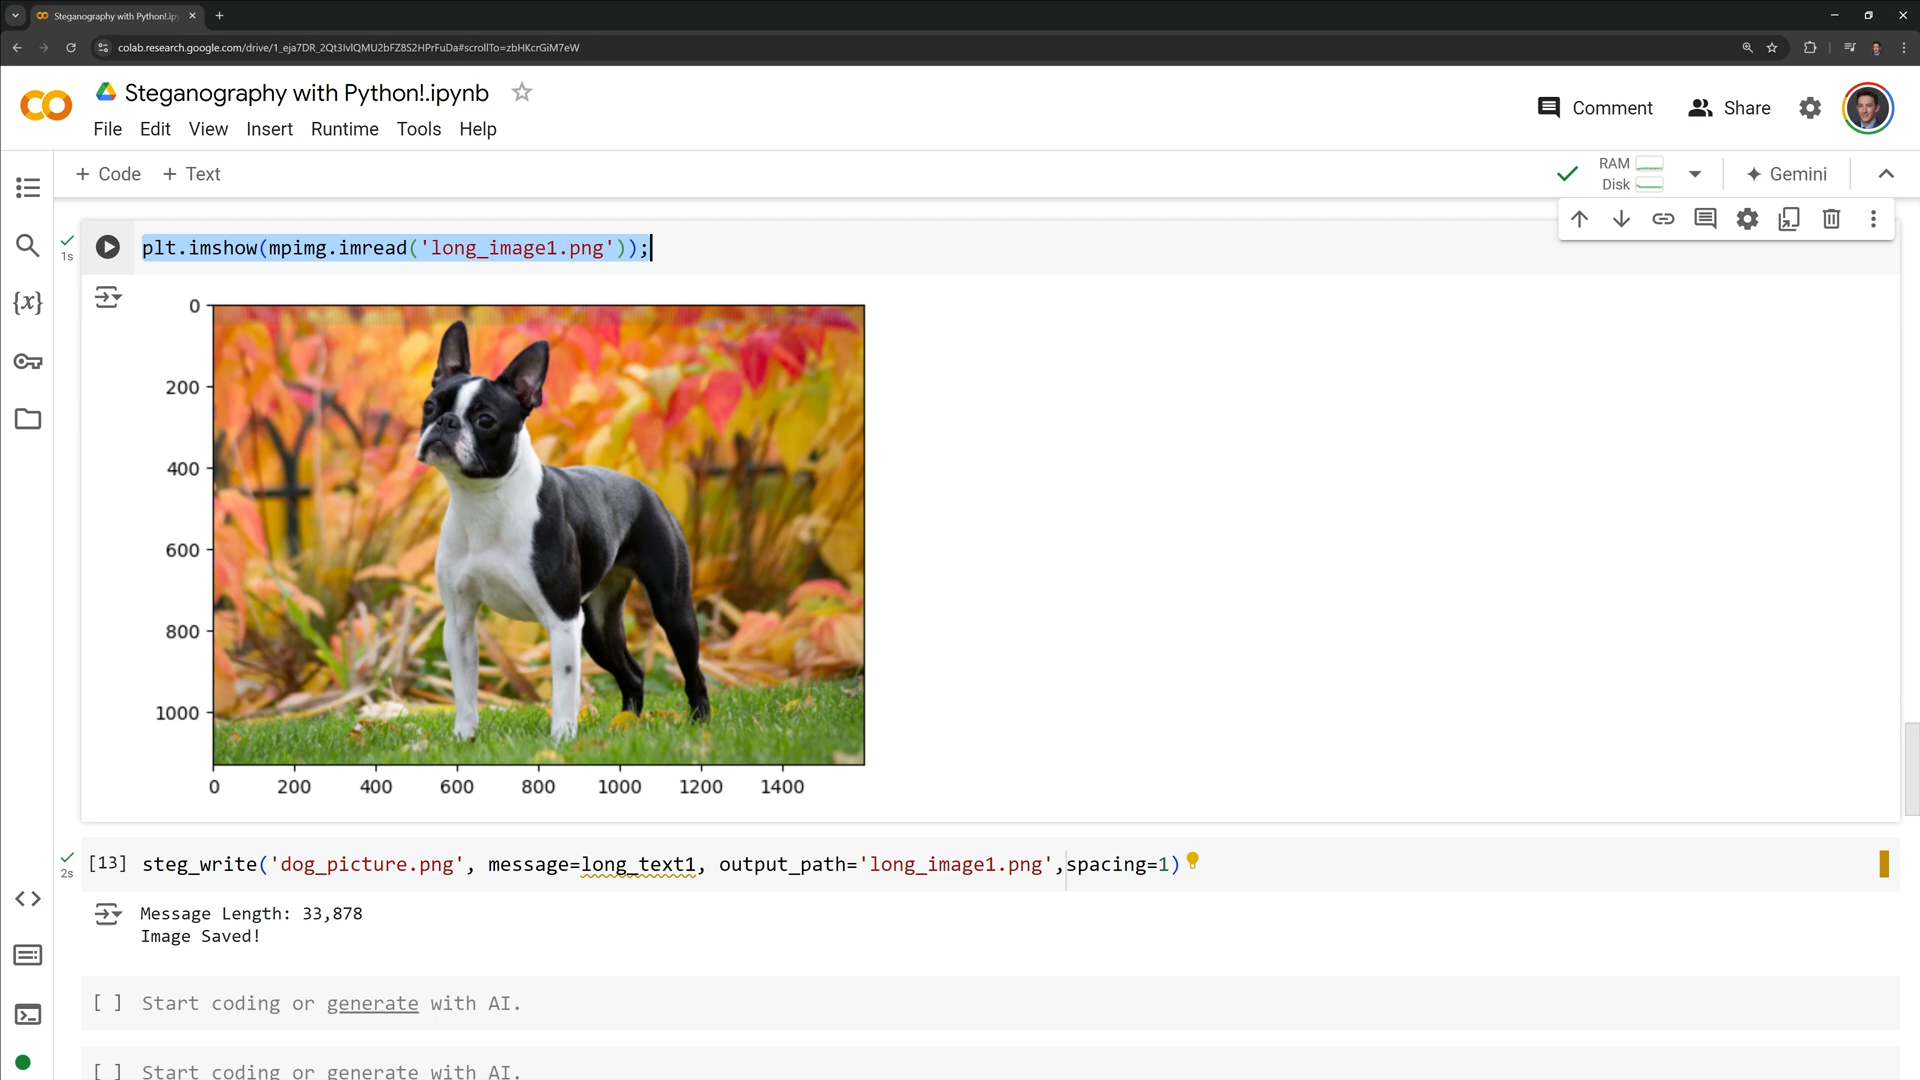 Steganography with Python!.ip
colab.research.google.com/drive/1_eja7DR_2Qt3IvlQMU2bFZ8S2HPrFuDa#scrollTo=zbHKcrGiM7eW
Steganography with Python!.ipynb
Comment
Share
File Edit View Insert Runtime Tools Help
+ Code + Text
RAM
Disk
Gemini
1s
plt.imshow(mpimg.imread('long_image1.png'));
{x}
0
200
400
600
800
1000
0 200 400 600 800 1000 1200 1400
2s
[13] steg_write('dog_picture.png', message=long_text1, output_path='long_image1.png',spacing=1)
Message Length: 33,878
Image Saved!
[ ] Start coding or generate with AI.
[ ] Start coding or generate with AI.